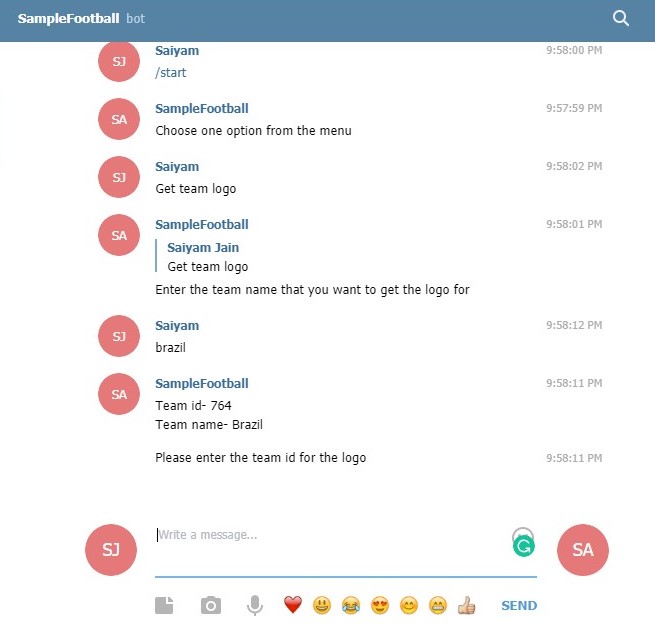 SampleFootball bot
SJ
Saiyam 9:58:00 PM
/start
SA
SampleFootball 9:57:59 PM
Choose one option from the menu
SJ
Saiyam 9:58:02 PM
Get team logo
SA
SampleFootball 9:58:01 PM
Saiyam Jain
Get team logo
Enter the team name that you want to get the logo for
SJ
Saiyam 9:58:12 PM
brazil
SA
SampleFootball 9:58:11 PM
Team id- 764
Team name- Brazil
Please enter the team id for the logo 9:58:11 PM
SJ
Write a message...
SA
SEND